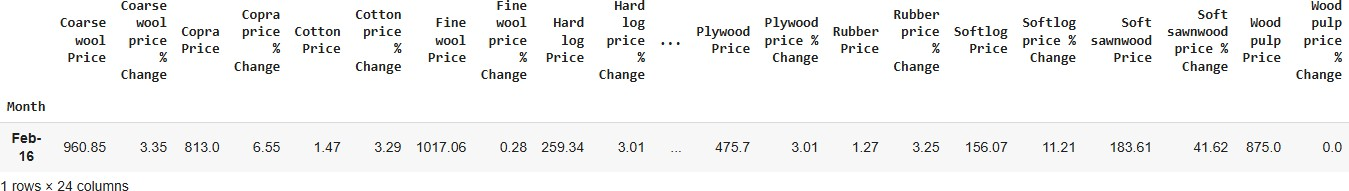 Coarse
wool
Price
Coarse
wool
price
%
Change
Copra
Price
Copra
price
%
Change
Cotton
Price
Cotton
price
%
Change
Fine
wool
Price
Fine
wool
price
%
Change
Hard
log
Price
Hard
log
price
%
Change
...
Plywood
Price
Plywood
price %
Change
Rubber
Price
Rubber
price
%
Change
Softlog
Price
Softlog
price %
Change
Soft
sawnwood
Price
Soft
sawnwood
price %
Change
Wood
pulp
Price
Wood
pulp
price
%
Change
Month
Feb-
16
960.85 3.35 813.0 6.55 1.47 3.29 1017.06 0.28 259.34 3.01 ... 475.7 3.01 1.27 3.25 156.07 11.21 183.61 41.62 875.0 0.0
1 rows × 24 columns